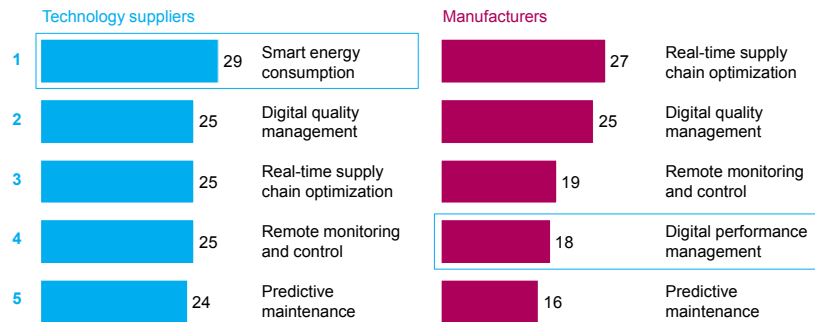 Technology suppliers
Manufacturers
1
29
Smart energy
consumption
27
Real-time supply
chain optimization
2
25
Digital quality
management
25
Digital quality
management
3
25
Real-time supply
chain optimization
19
Remote monitoring
and control
4
25
Remote monitoring
and control
18
Digital performance
management
5
24
Predictive
maintenance
16
Predictive
maintenance